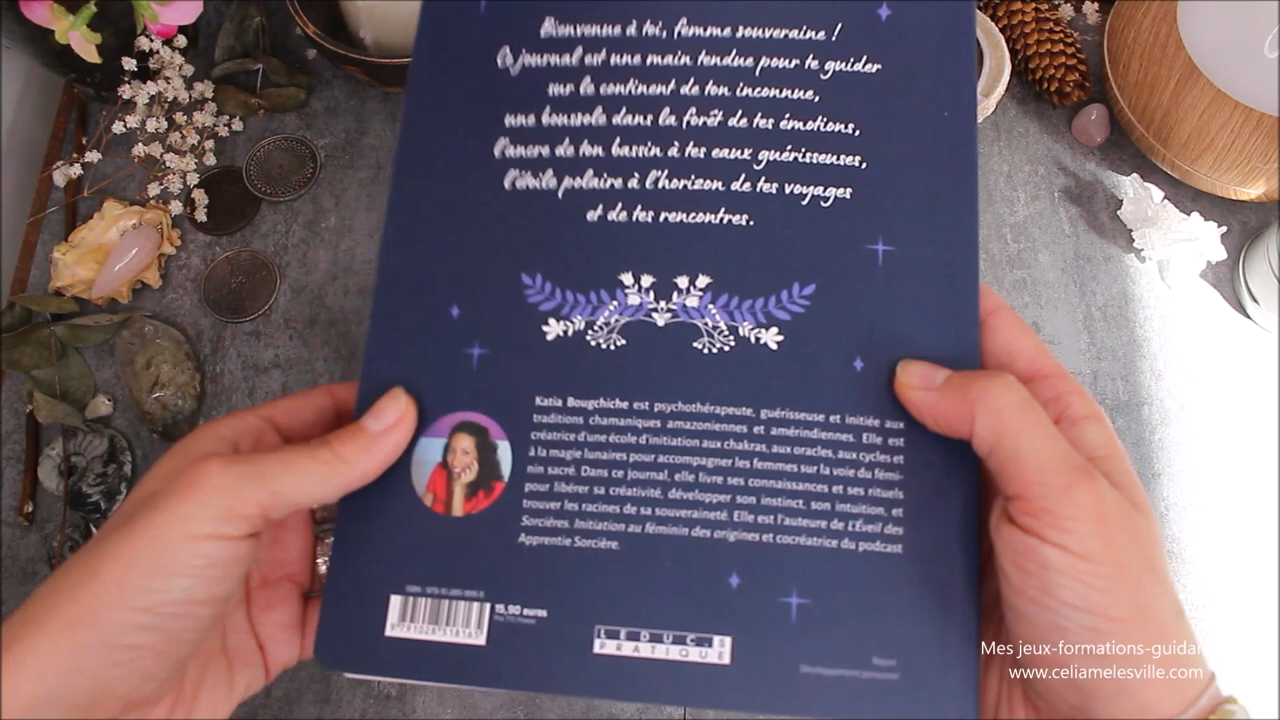 Bienvenue à toi, femme souveraine !
Ce journal est une main tendue pour te guider
sur le continent de ton inconnue,
une boussole dans la forêt de tes émotions,
l'ancre de ton bassin à tes eaux guérisseuses,
l'étoile polaire à l'horizon de tes voyages
et de tes rencontres.
Katia Bougchiche est psychothérapeute, guérisseuse et initiée aux
traditions chamaniques amazoniennes et amérindiennes. Elle est
créatrice d'une école d'initiation aux chakras, aux oracles, aux cycles et
à la magie lunaires pour accompagner les femmes sur la voie du fémi-
nin sacré. Dans ce journal, elle livre ses connaissances et ses rituels
pour libérer sa créativité, développer son instinct, son intuition, et
trouver les racines de sa souveraineté. Elle est l'auteure de L'Éveil des
Sorcières. Initiation au féminin des origines et cocréatrice du podcast
Apprentie Sorcière.
15,90 euros
LEDUC.S
PRATIQUE
Rayon
Développement personnel
Mes jeux-formations-guidan
www.celiamelesville.com